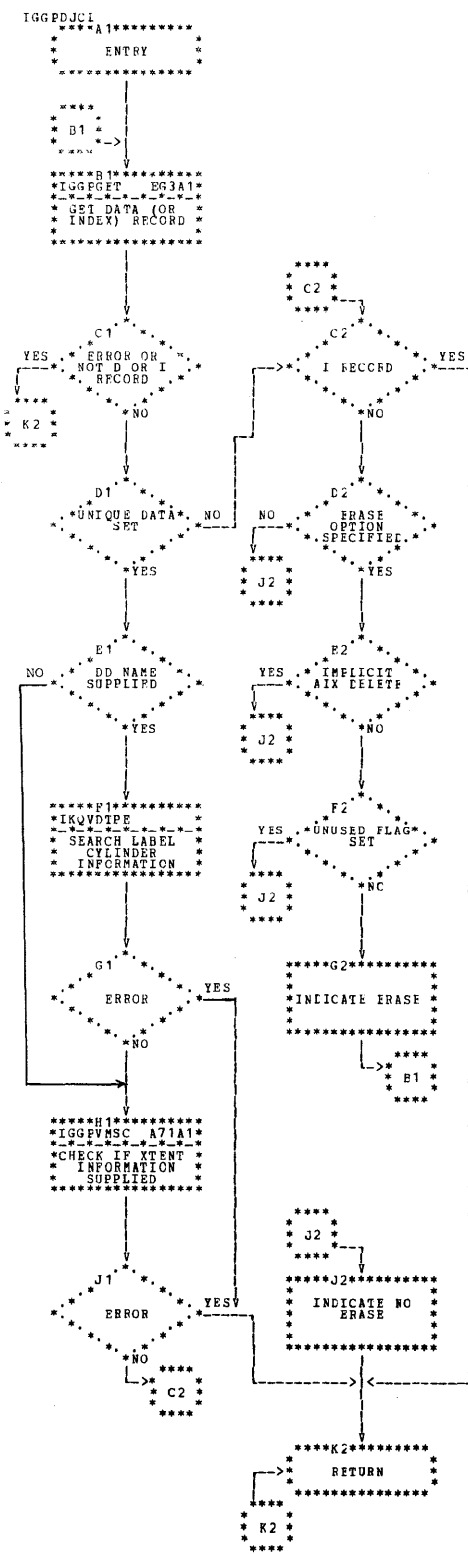 IGGPDJCI
A1
ENTRY
B1
B1
IGGPGET EG3A1
GET DATA (OR
INDEX) RECORD
C1
ERROR OR
NOT D OR I
RECORD
YES
NO
K2
D1
UNIQUE DATA
SET
NO
YES
E1
DD NAME
SUPPLIED
NO
YES
F1
IKQVDTPE
SEARCH LABEL
CYLINDER
INFORMATION
G1
ERROR
YES
NO
H1
IGGPVMSC A71A1
CHECK IF XTENT
INFORMATION
SUPPLIED
J1
ERROR
YES
NO
C2
C2
C2
I RECORD
YES
NO
D2
ERASE
OPTION
SPECIFIED
NO
YES
J2
E2
IMPLICIT
AIX DELETE
YES
NO
J2
F2
UNUSED FLAG
SET
YES
NC
J2
G2
INDICATE ERASE
B1
J2
J2
INDICATE NO
ERASE
K2
RETURN
K2